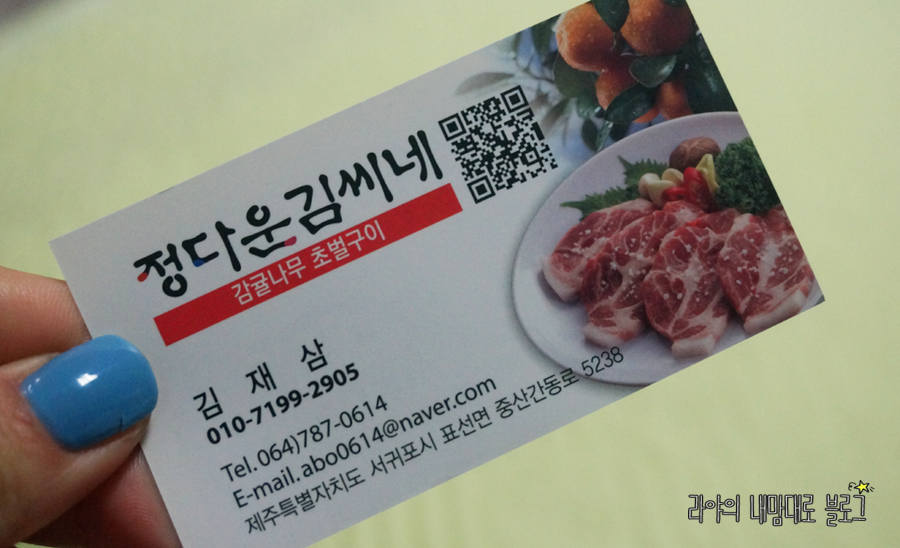 정다운김씨네
감귤나무 초벌구이
김 재 삼
010-7199-2905
Tel.064)787-0614
E-mail.abo0614@naver.com
제주특별자치도 서귀포시 표선면 중산간동로 5238
라야의 내맘대로 블로그